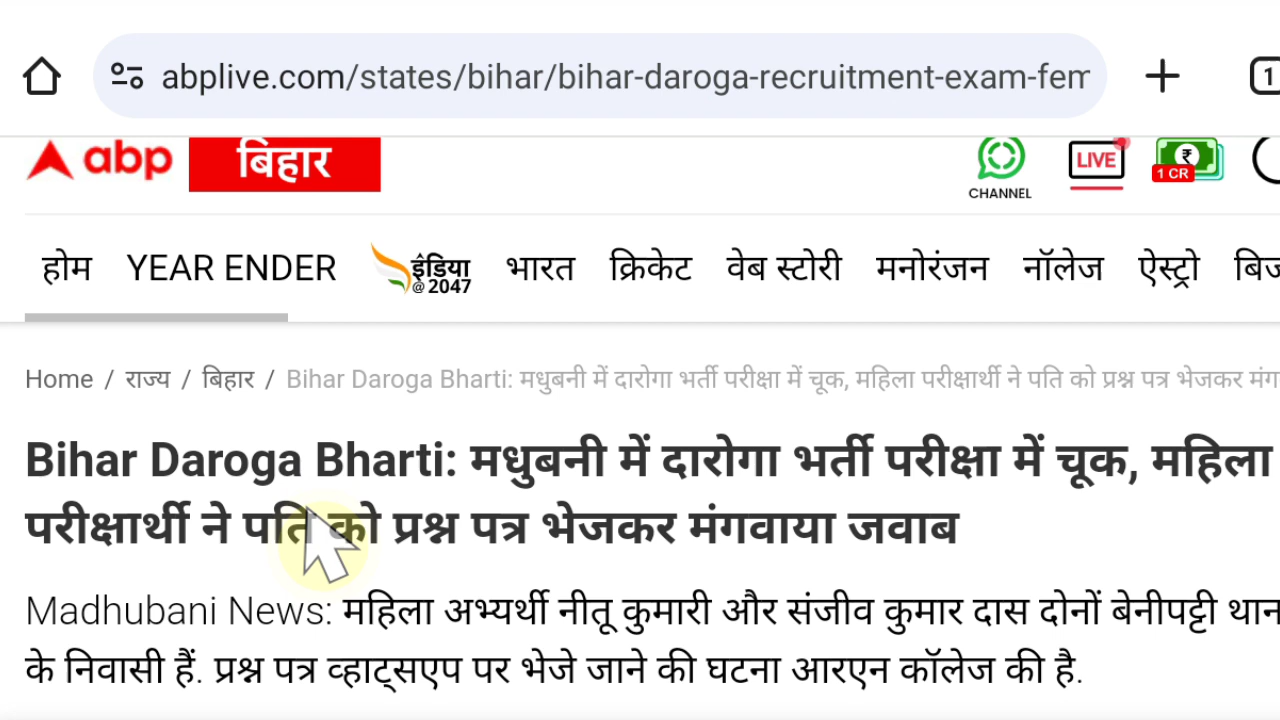 abplive.com/states/bihar/bihar-daroga-recruitment-exam-fem
1
abp बिहार
CHANNEL LIVE ₹ 1 CR
होम YEAR ENDER इंडिया @ 2047 भारत क्रिकेट वेब स्टोरी मनोरंजन नॉलेज ऐस्ट्रो
Home / राज्य / बिहार / Bihar Daroga Bharti: मधुबनी में दारोगा भर्ती परीक्षा में चूक, महिला परीक्षार्थी ने पति को प्रश्न पत्र भेजकर मंग
Bihar Daroga Bharti: मधुबनी में दारोगा भर्ती परीक्षा में चूक, महिला
परीक्षार्थी ने पति को प्रश्न पत्र भेजकर मंगवाया जवाब
Madhubani News: महिला अभ्यर्थी नीतू कुमारी और संजीव कुमार दास दोनों बेनीपट्टी थान
के निवासी हैं. प्रश्न पत्र व्हाट्सएप पर भेजे जाने की घटना आरएन कॉलेज की है.